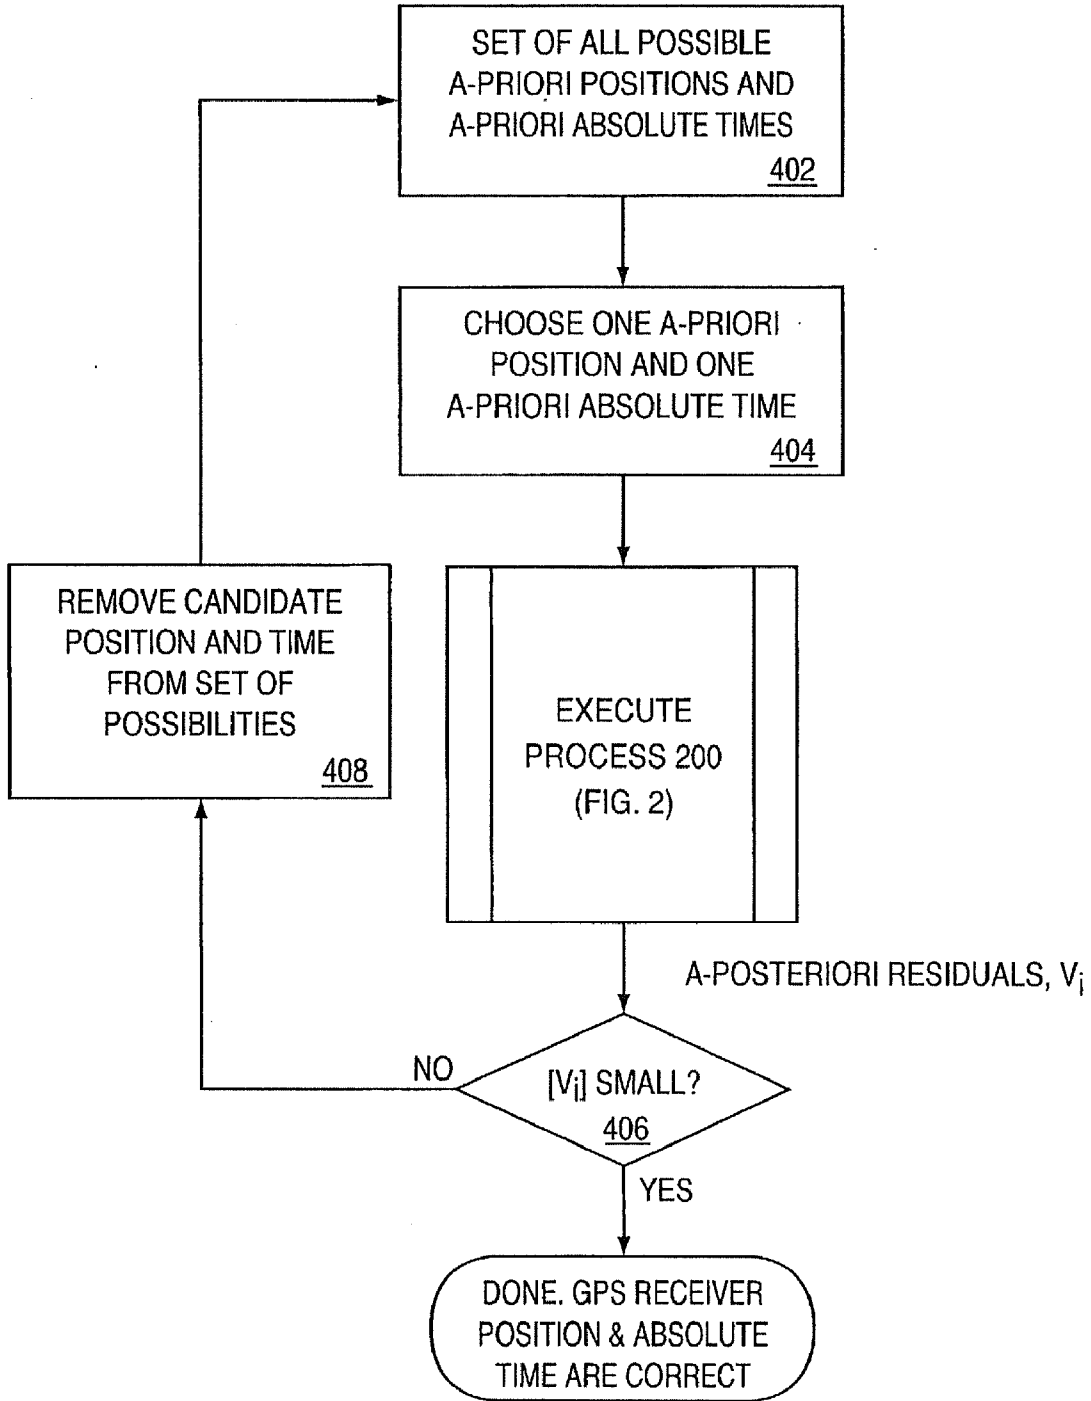 SET OF ALL POSSIBLE
A-PRIORI POSITIONS AND
A-PRIORI ABSOLUTE TIMES
402
CHOOSE ONE A-PRIORI
POSITION AND ONE
A-PRIORI ABSOLUTE TIME
404
REMOVE CANDIDATE
POSITION AND TIME
FROM SET OF
POSSIBILITIES
408
EXECUTE
PROCESS 200
(FIG. 2)
A-POSTERIORI RESIDUALS, Vi
NO
[Vi] SMALL?
406
YES
DONE. GPS RECEIVER
POSITION & ABSOLUTE
TIME ARE CORRECT